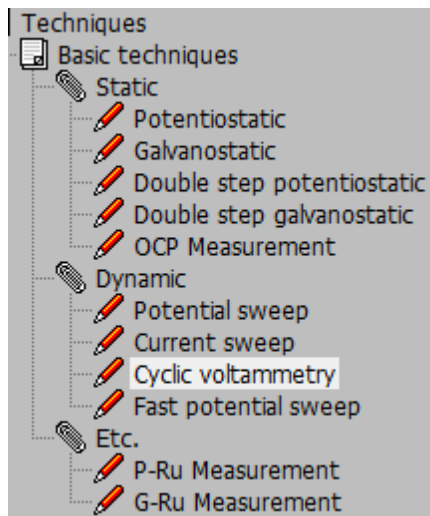 Techniques
Basic techniques
Static
Potentiostatic
Galvanostatic
Double step potentiostatic
Double step galvanostatic
OCP Measurement
Dynamic
Potential sweep
Current sweep
Cyclic voltammetry
Fast potential sweep
Etc.
P-Ru Measurement
G-Ru Measurement